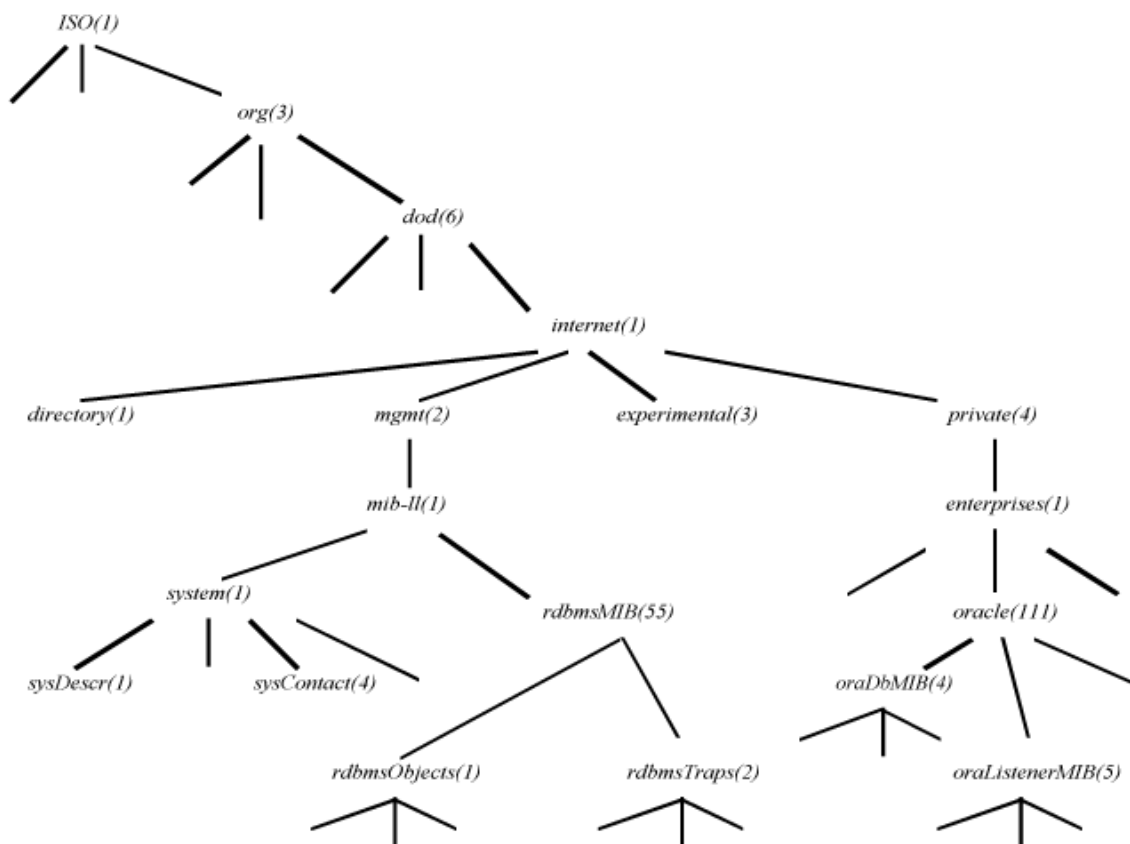 ISO(1)
org(3)
dod(6)
internet(1)
directory(1) mgmt(2) experimental(3) private(4)
mib-ll(1) enterprises(1)
system(1) rdbmsMIB(55) oracle(111)
sysDescr(1) sysContact(4) oraDbMIB(4)
rdbmsObjects(1) rdbmsTraps(2) oraListenerMIB(5)